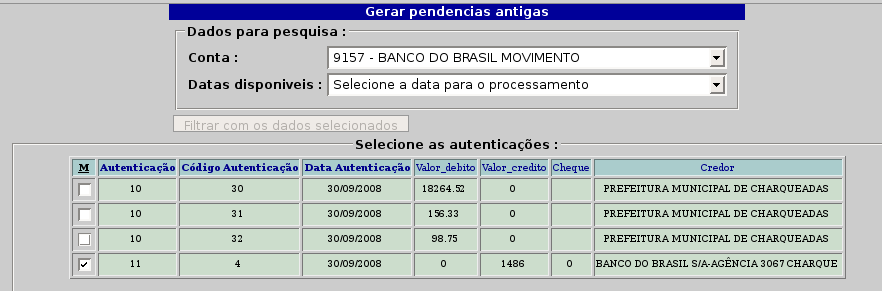 Gerar pendencias antigas
Dados para pesquisa :
Conta : 9157 - BANCO DO BRASIL MOVIMENTO
Datas disponiveis : Selecione a data para o processamento
Filtrar com os dados selecionados
Selecione as autenticações :
M Autenticação Código Autenticação Data Autenticação Valor_debito Valor_credito Cheque Credor
10 30 30/09/2008 18264.52 0 PREFEITURA MUNICIPAL DE CHARQUEADAS
10 31 30/09/2008 156.33 0 PREFEITURA MUNICIPAL DE CHARQUEADAS
10 32 30/09/2008 98.75 0 PREFEITURA MUNICIPAL DE CHARQUEADAS
11 4 30/09/2008 0 1486 0 BANCO DO BRASIL S/A-AGÊNCIA 3067 CHARQUE